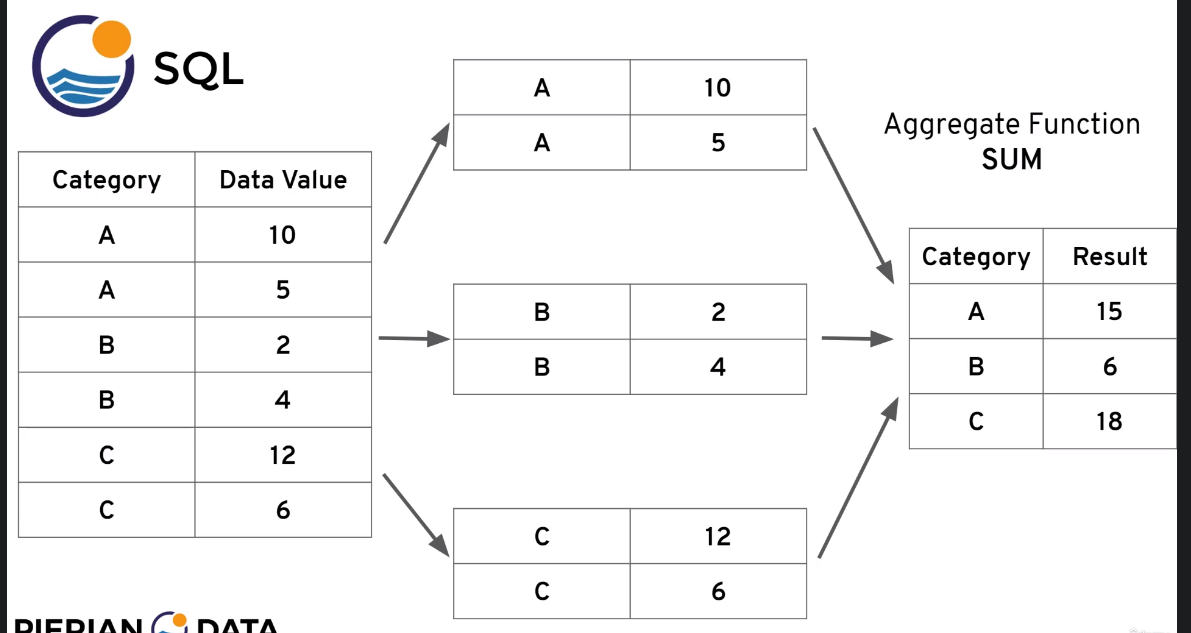 SQL
Category Data Value
A 10
A 5
B 2
B 4
C 12
C 6
A 10
A 5
B 2
B 4
C 12
C 6
Aggregate Function
SUM
Category Result
A 15
B 6
C 18
PIERIAN DATA